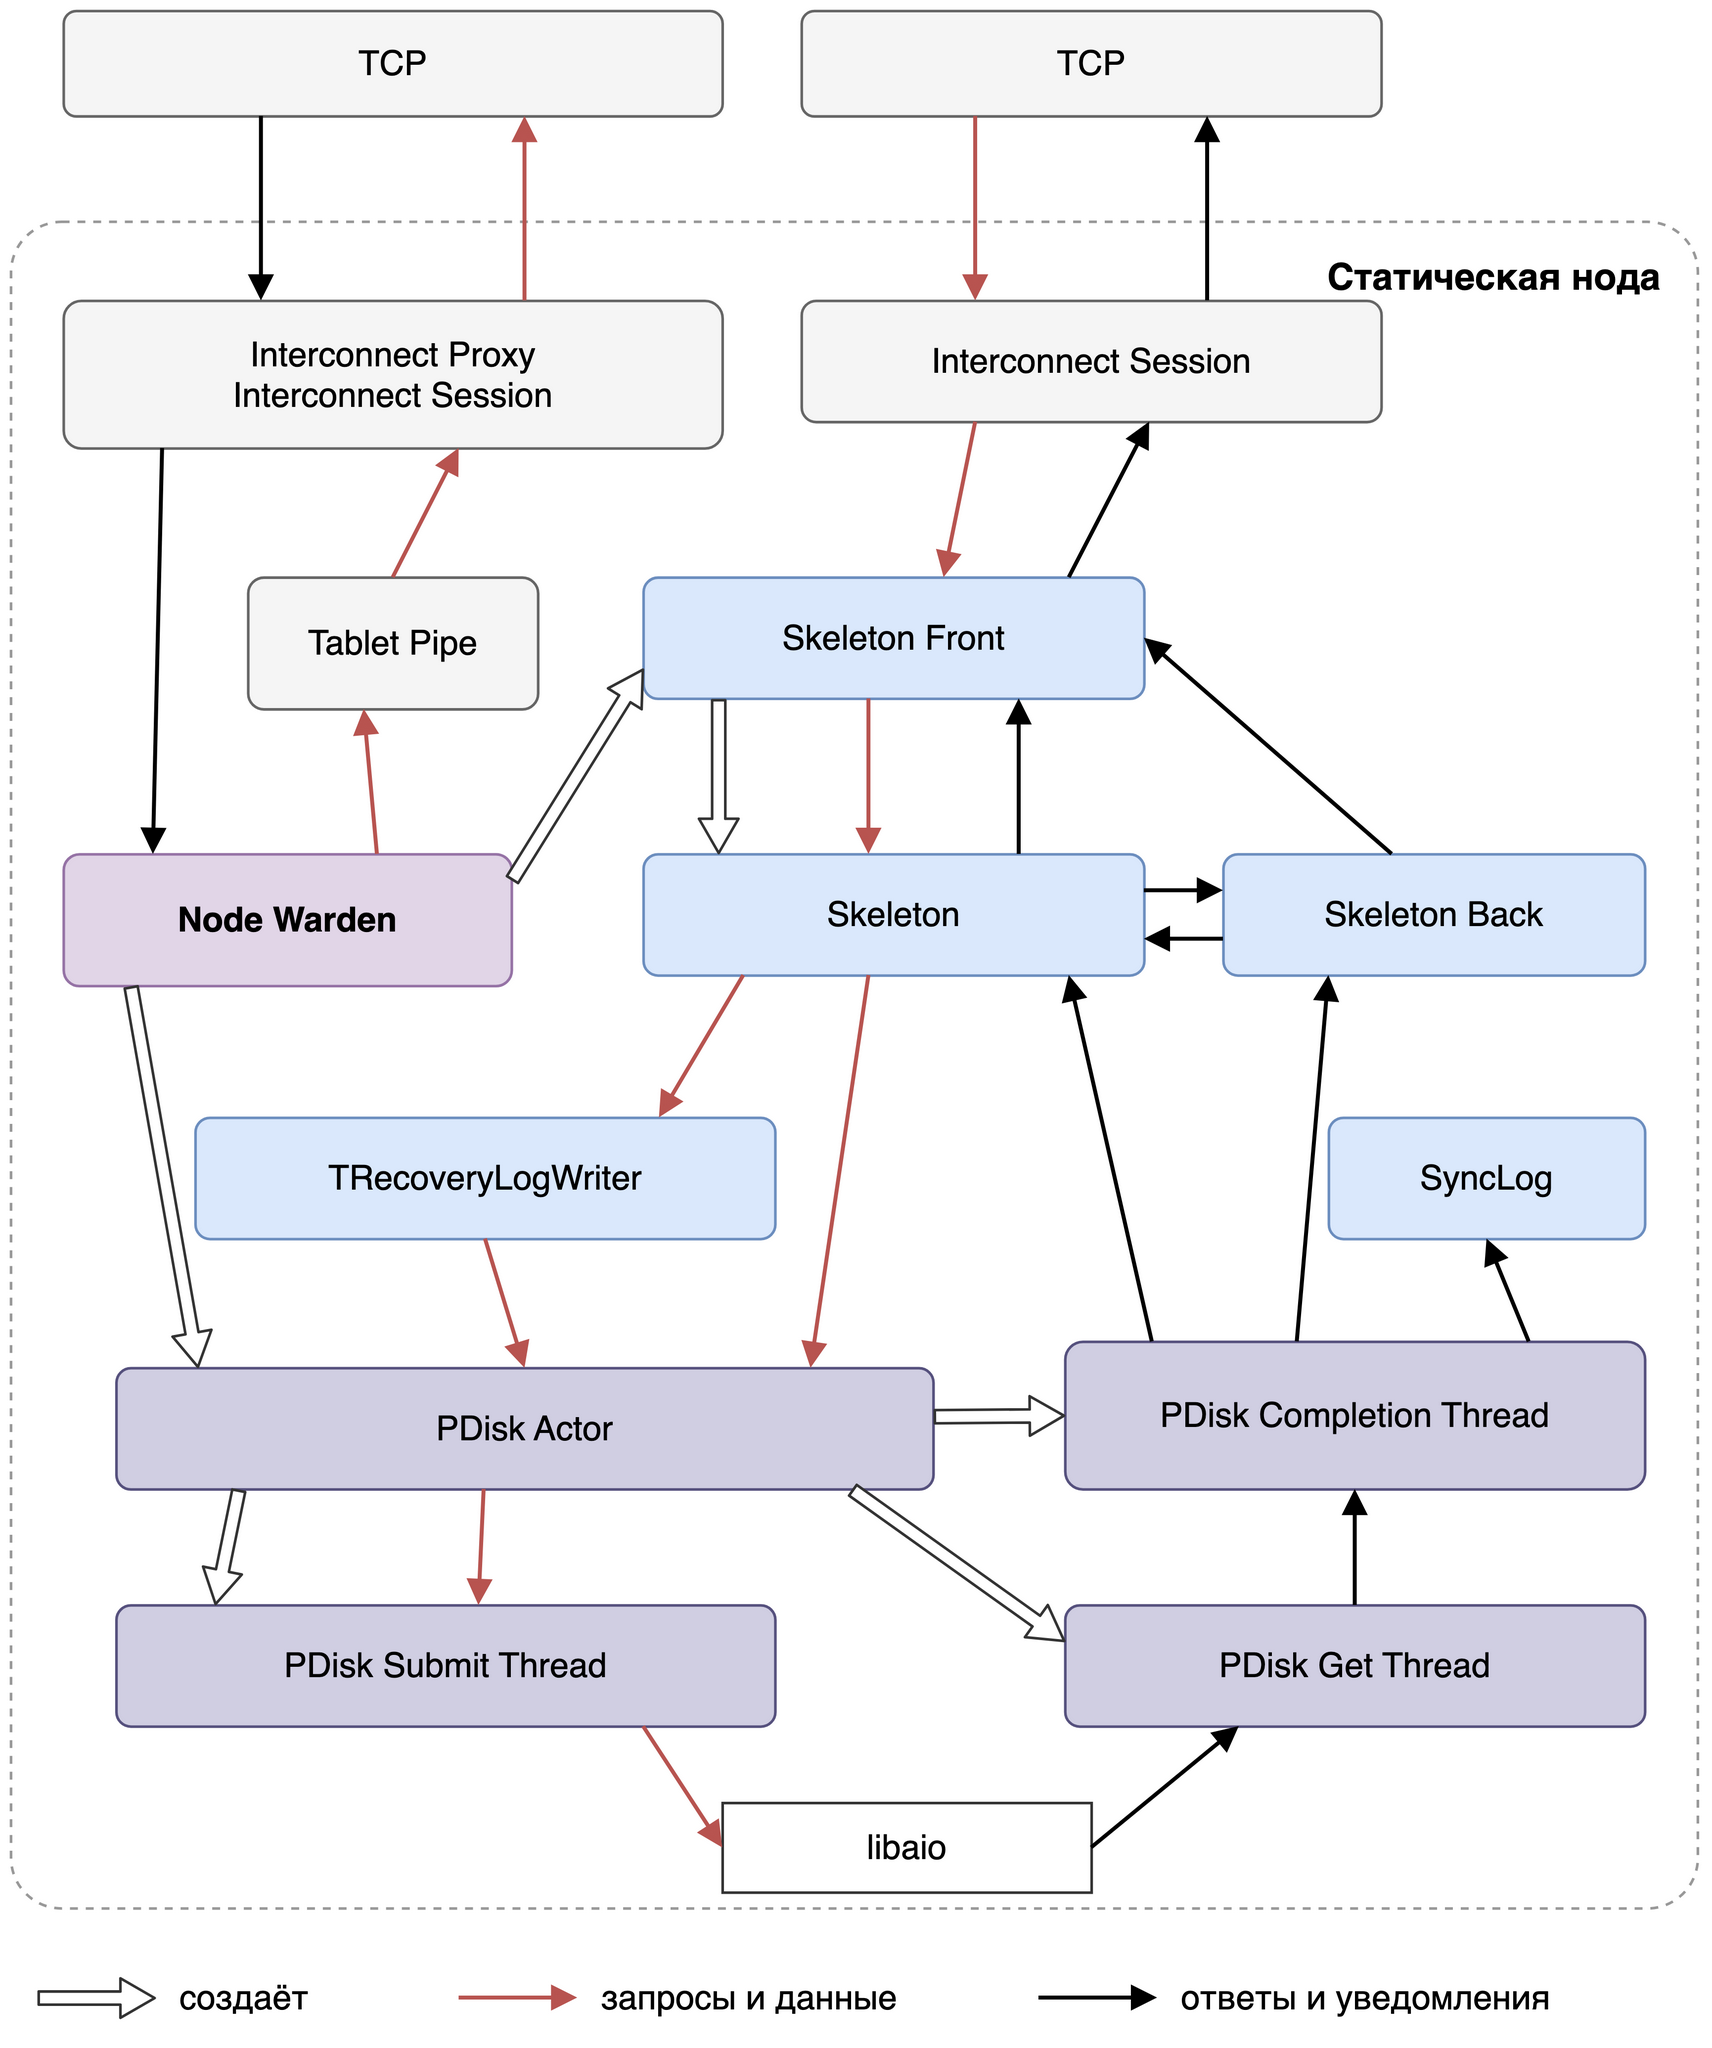 TCP
TCP
Статическая нода
Interconnect Proxy
Interconnect Session
Interconnect Session
Tablet Pipe
Skeleton Front
Node Warden
Skeleton
Skeleton Back
TRecoveryLogWriter
SyncLog
PDisk Actor
PDisk Completion Thread
PDisk Submit Thread
PDisk Get Thread
libaio
создаёт
запросы и данные
ответы и уведомления